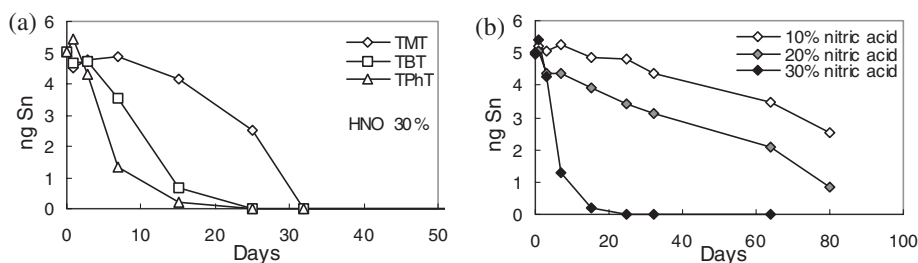 (a)
ng Sn
6
5
4
3
2
1
0
0
10
20
30
40
50
Days
TMT
TBT
TPhT
HNO 30%
(b)
ng Sn
6
5
4
3
2
1
0
0
20
40
60
80
100
Days
10% nitric acid
20% nitric acid
30% nitric acid